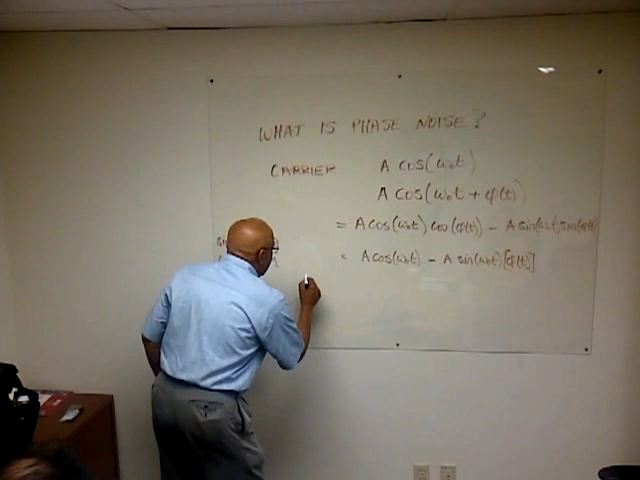 WHAT IS PHASE NOISE?
CARRIER A COS(ω₀t)
A COS(ω₀t + φ(t))
= A COS(ω₀t) COS(φ(t)) - A sin(ω₀t) sin(φ(t))
= A COS(ω₀t) - A sin(ω₀t)[φ(t)]